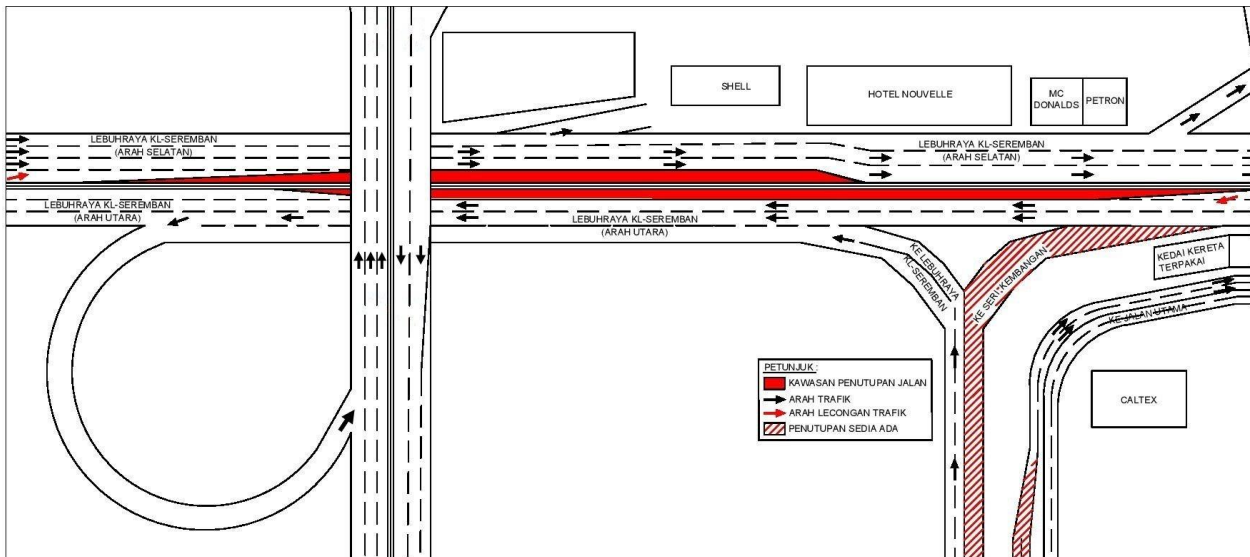 SHELL
HOTEL NOUVELLE
MC
DONALDS
PETRON
LEBUHRAYA KL-SEREMBAN
(ARAH SELATAN)
LEBUHRAYA KL-SEREMBAN
(ARAH SELATAN)
LEBUHRAYA KL-SEREMBAN
(ARAH UTARA)
LEBUHRAYA KL-SEREMBAN
(ARAH UTARA)
KE LEBUHRAYA
KL-SEREMBAN
KE SERI KEMBANGAN
KEDAI KERETA
TERPAKAI
KE JALAN UTAMA
CALTEX
PETUNJUK :
KAWASAN PENUTUPAN JALAN
ARAH TRAFIK
ARAH LECONGAN TRAFIK
PENUTUPAN SEDIA ADA